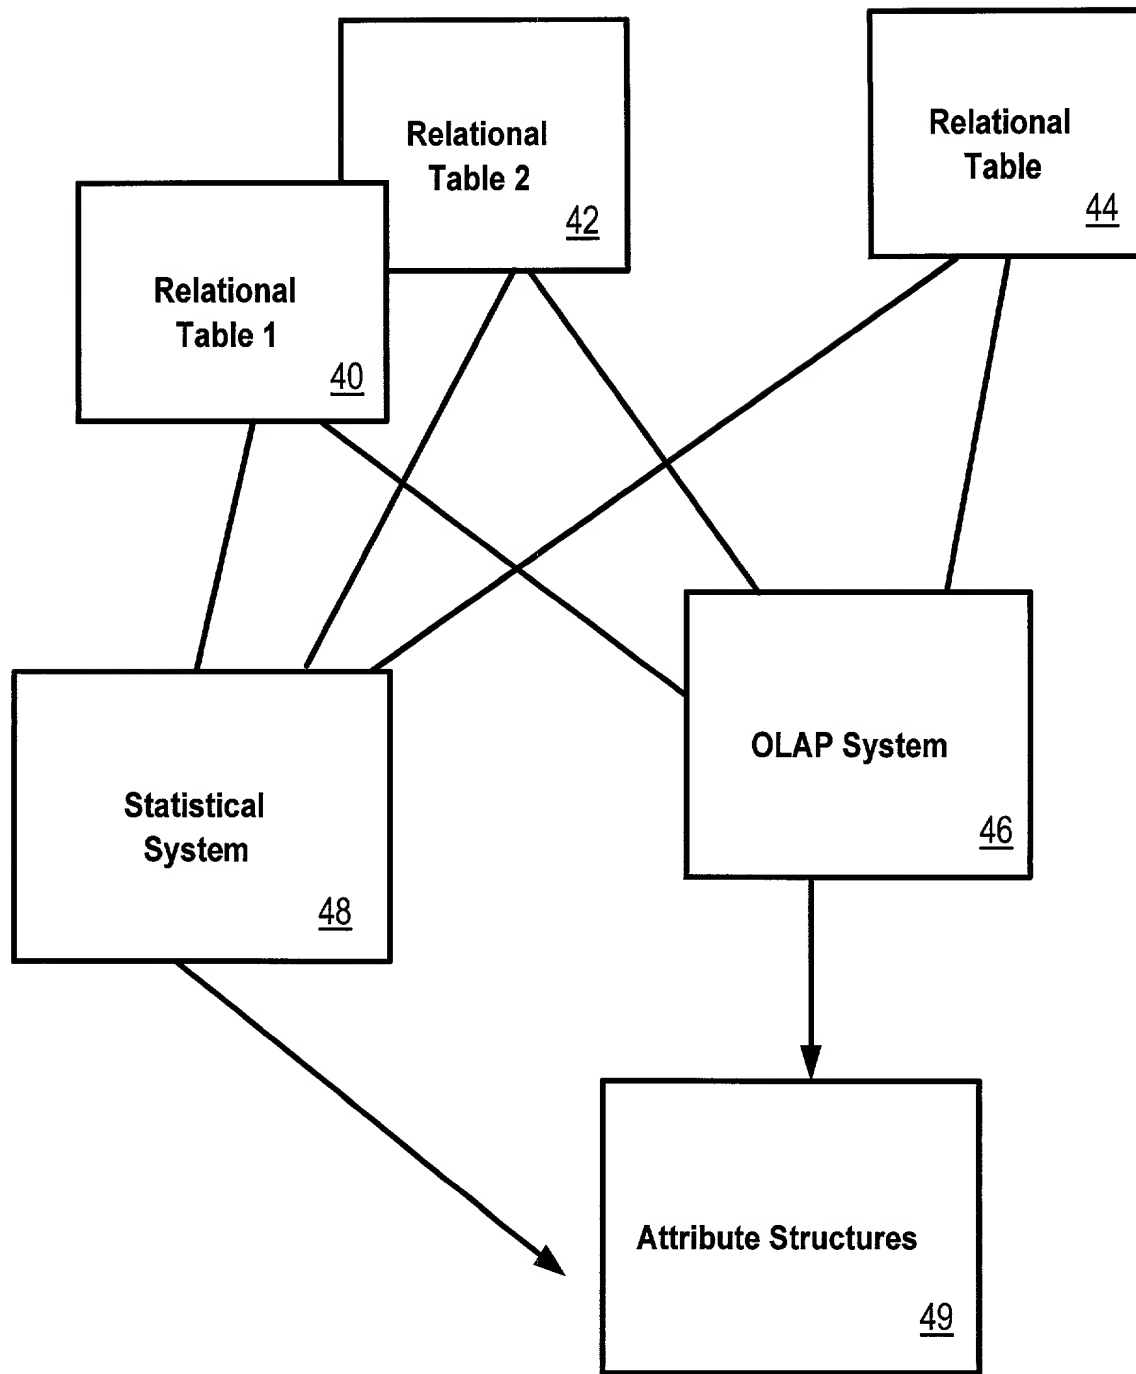 Relational
Table 2
42
Relational
Table
44
Relational
Table 1
40
OLAP System
46
Statistical
System
48
Attribute Structures
49